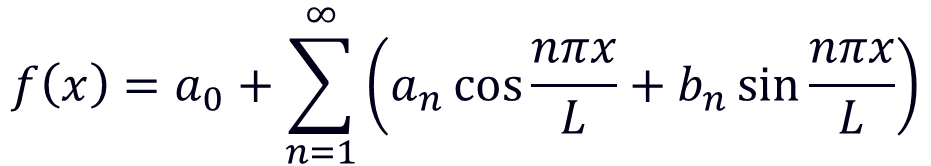 f(x) = a₀ + ∑_{n=1}^{∞} (aₙ cos nπx/L + bₙ sin nπx/L)